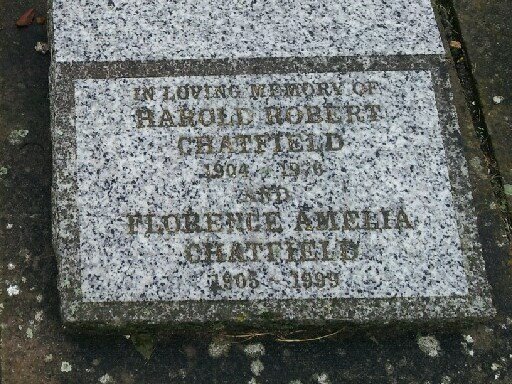 IN LOVING MEMORY OF
HAROLD ROBERT
CHATFIELD
1904 - 1976
AND
FLORENCE AMELIA
CHATFIELD
1905 - 1999